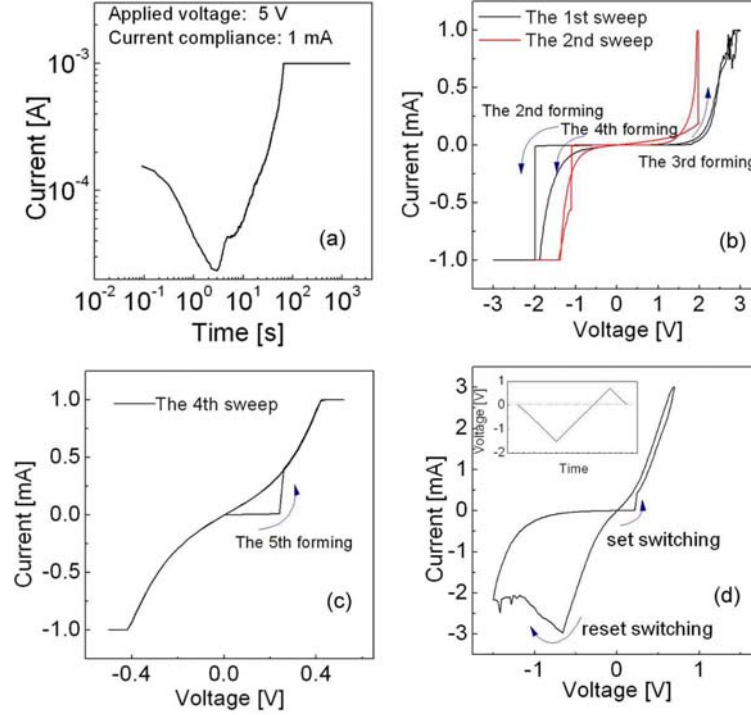 Applied voltage: 5 V
Current compliance: 1 mA
10⁻³
10⁻⁴
Current [A]
(a)
10⁻² 10⁻¹ 10⁰ 10¹ 10² 10³
Time [s]
The 1st sweep
The 2nd sweep
1.0
0.5
0.0
-0.5
-1.0
Current [mA]
The 2nd forming
The 4th forming
The 3rd forming
(b)
-3 -2 -1 0 1 2 3
Voltage [V]
The 4th sweep
1.0
0.5
0.0
-0.5
-1.0
Current [mA]
The 5th forming
(c)
-0.4 0.0 0.4
Voltage [V]
3
2
1
0
-1
-2
-3
Current [mA]
Voltage [V]
1
0
-1
-2
Time
set switching
reset switching
(d)
-1 0 1
Voltage [V]